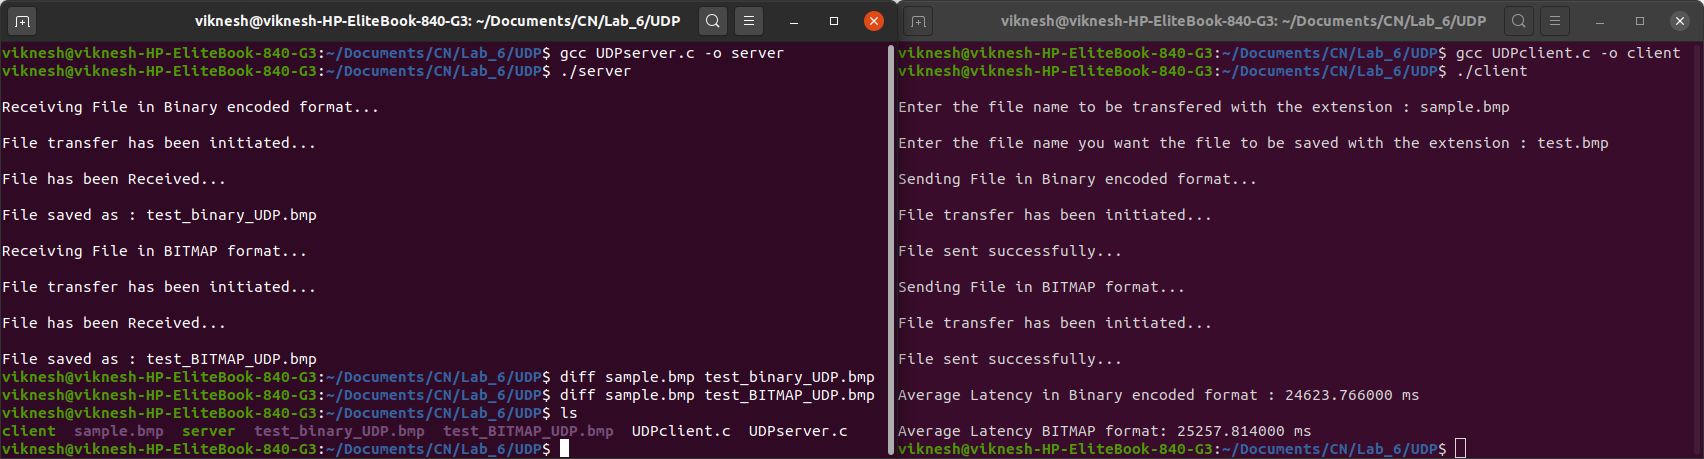 viknesh@viknesh-HP-EliteBook-840-G3: ~/Documents/CN/Lab_6/UDP
viknesh@viknesh-HP-EliteBook-840-G3:~/Documents/CN/Lab_6/UDP$ gcc UDPserver.c -o server
viknesh@viknesh-HP-EliteBook-840-G3:~/Documents/CN/Lab_6/UDP$ ./server
Receiving File in Binary encoded format...
File transfer has been initiated...
File has been Received...
File saved as : test_binary_UDP.bmp
Receiving File in BITMAP format...
File transfer has been initiated...
File has been Received...
File saved as : test_BITMAP_UDP.bmp
viknesh@viknesh-HP-EliteBook-840-G3:~/Documents/CN/Lab_6/UDP$ diff sample.bmp test_binary_UDP.bmp
viknesh@viknesh-HP-EliteBook-840-G3:~/Documents/CN/Lab_6/UDP$ diff sample.bmp test_BITMAP_UDP.bmp
viknesh@viknesh-HP-EliteBook-840-G3:~/Documents/CN/Lab_6/UDP$ ls
client sample.bmp server test_binary_UDP.bmp test_BITMAP_UDP.bmp UDPclient.c UDPserver.c
viknesh@viknesh-HP-EliteBook-840-G3:~/Documents/CN/Lab_6/UDP$
viknesh@viknesh-HP-EliteBook-840-G3: ~/Documents/CN/Lab_6/UDP
viknesh@viknesh-HP-EliteBook-840-G3:~/Documents/CN/Lab_6/UDP$ gcc UDPclient.c -o client
viknesh@viknesh-HP-EliteBook-840-G3:~/Documents/CN/Lab_6/UDP$ ./client
Enter the file name to be transfered with the extension : sample.bmp
Enter the file name you want the file to be saved with the extension : test.bmp
Sending File in Binary encoded format...
File transfer has been initiated...
File sent successfully...
Sending File in BITMAP format...
File transfer has been initiated...
File sent successfully...
Average Latency in Binary encoded format : 24623.766000 ms
Average Latency BITMAP format: 25257.814000 ms
viknesh@viknesh-HP-EliteBook-840-G3:~/Documents/CN/Lab_6/UDP$